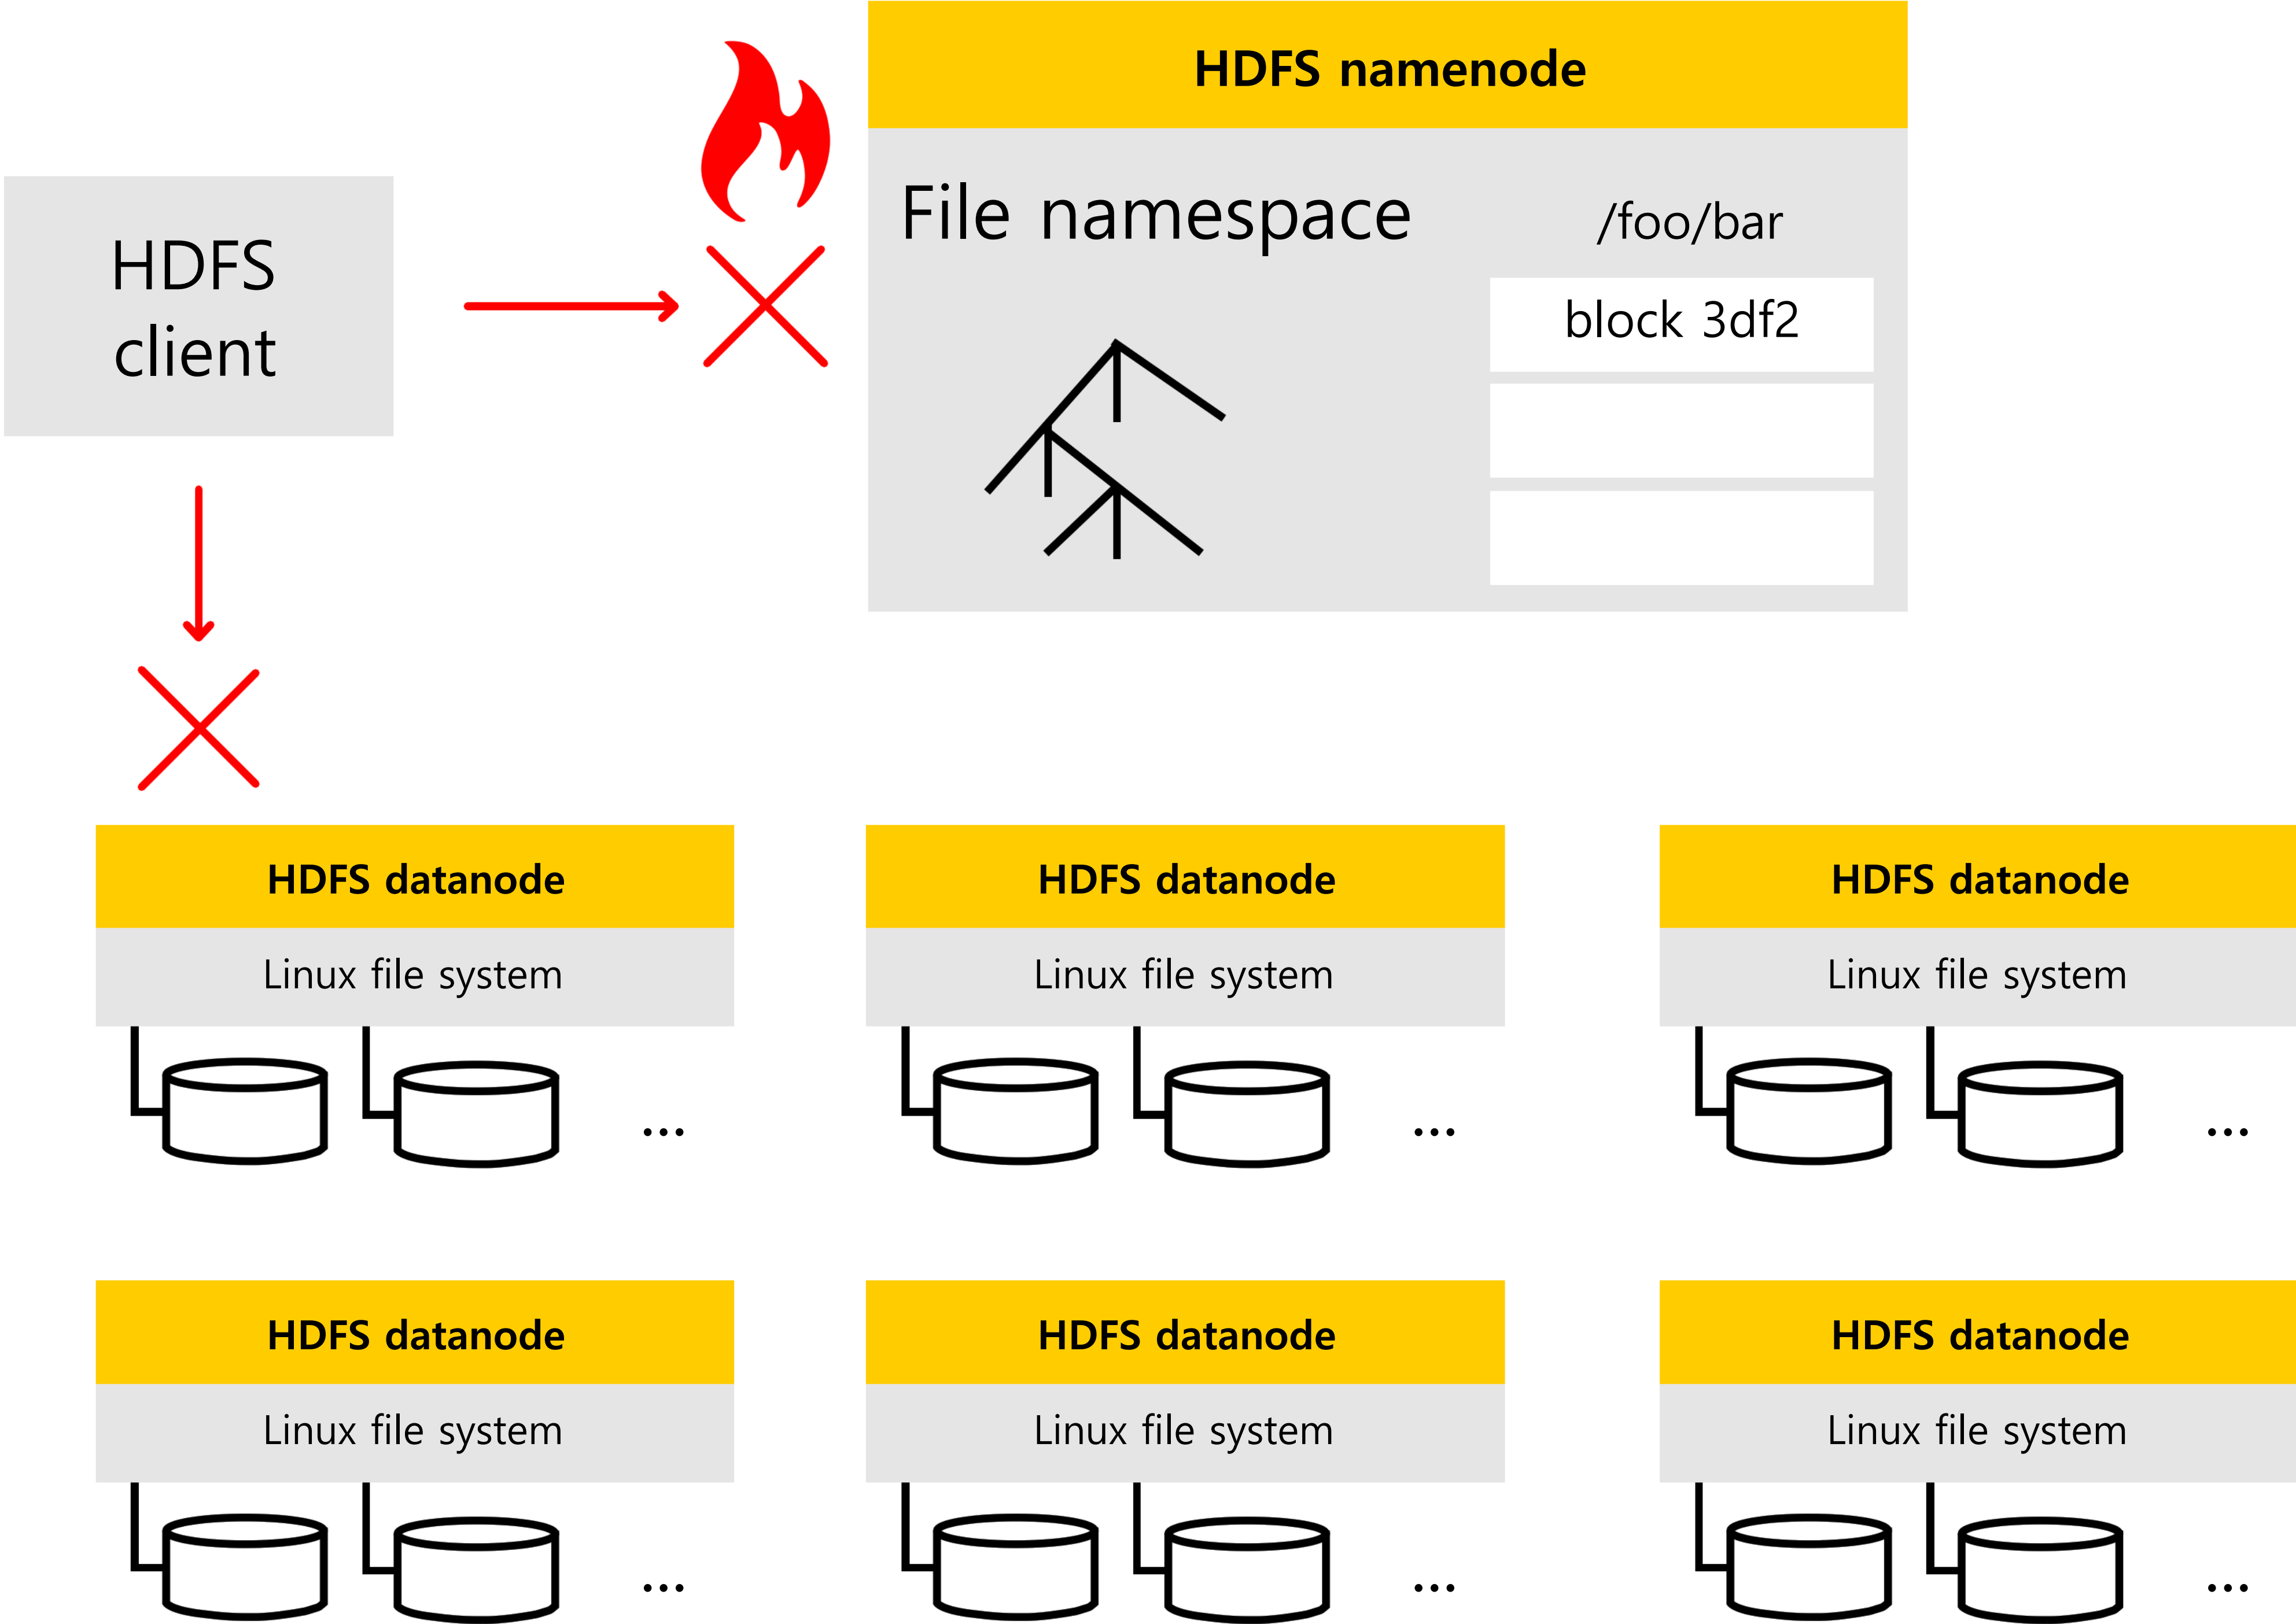 HDFS namenode
File namespace
/foo/bar
HDFS
client
block 3df2
HDFS datanode
HDFS datanode
HDFS datanode
Linux file system
Linux file system
Linux file system
...
...
...
HDFS datanode
HDFS datanode
HDFS datanode
Linux file system
Linux file system
Linux file system
...
...
...